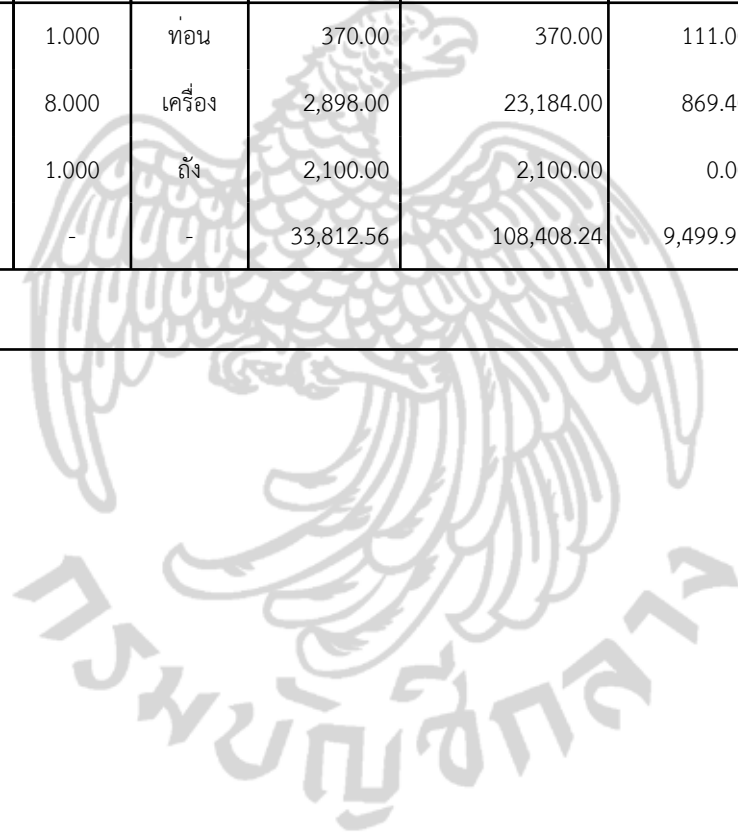 1.000 ท่อน 370.00 370.00 111.0
8.000 เครื่อง 2,898.00 23,184.00 869.4
1.000 ถัง 2,100.00 2,100.00 0.0
- - 33,812.56 108,408.24 9,499.9
กรมบัญชีกลาง